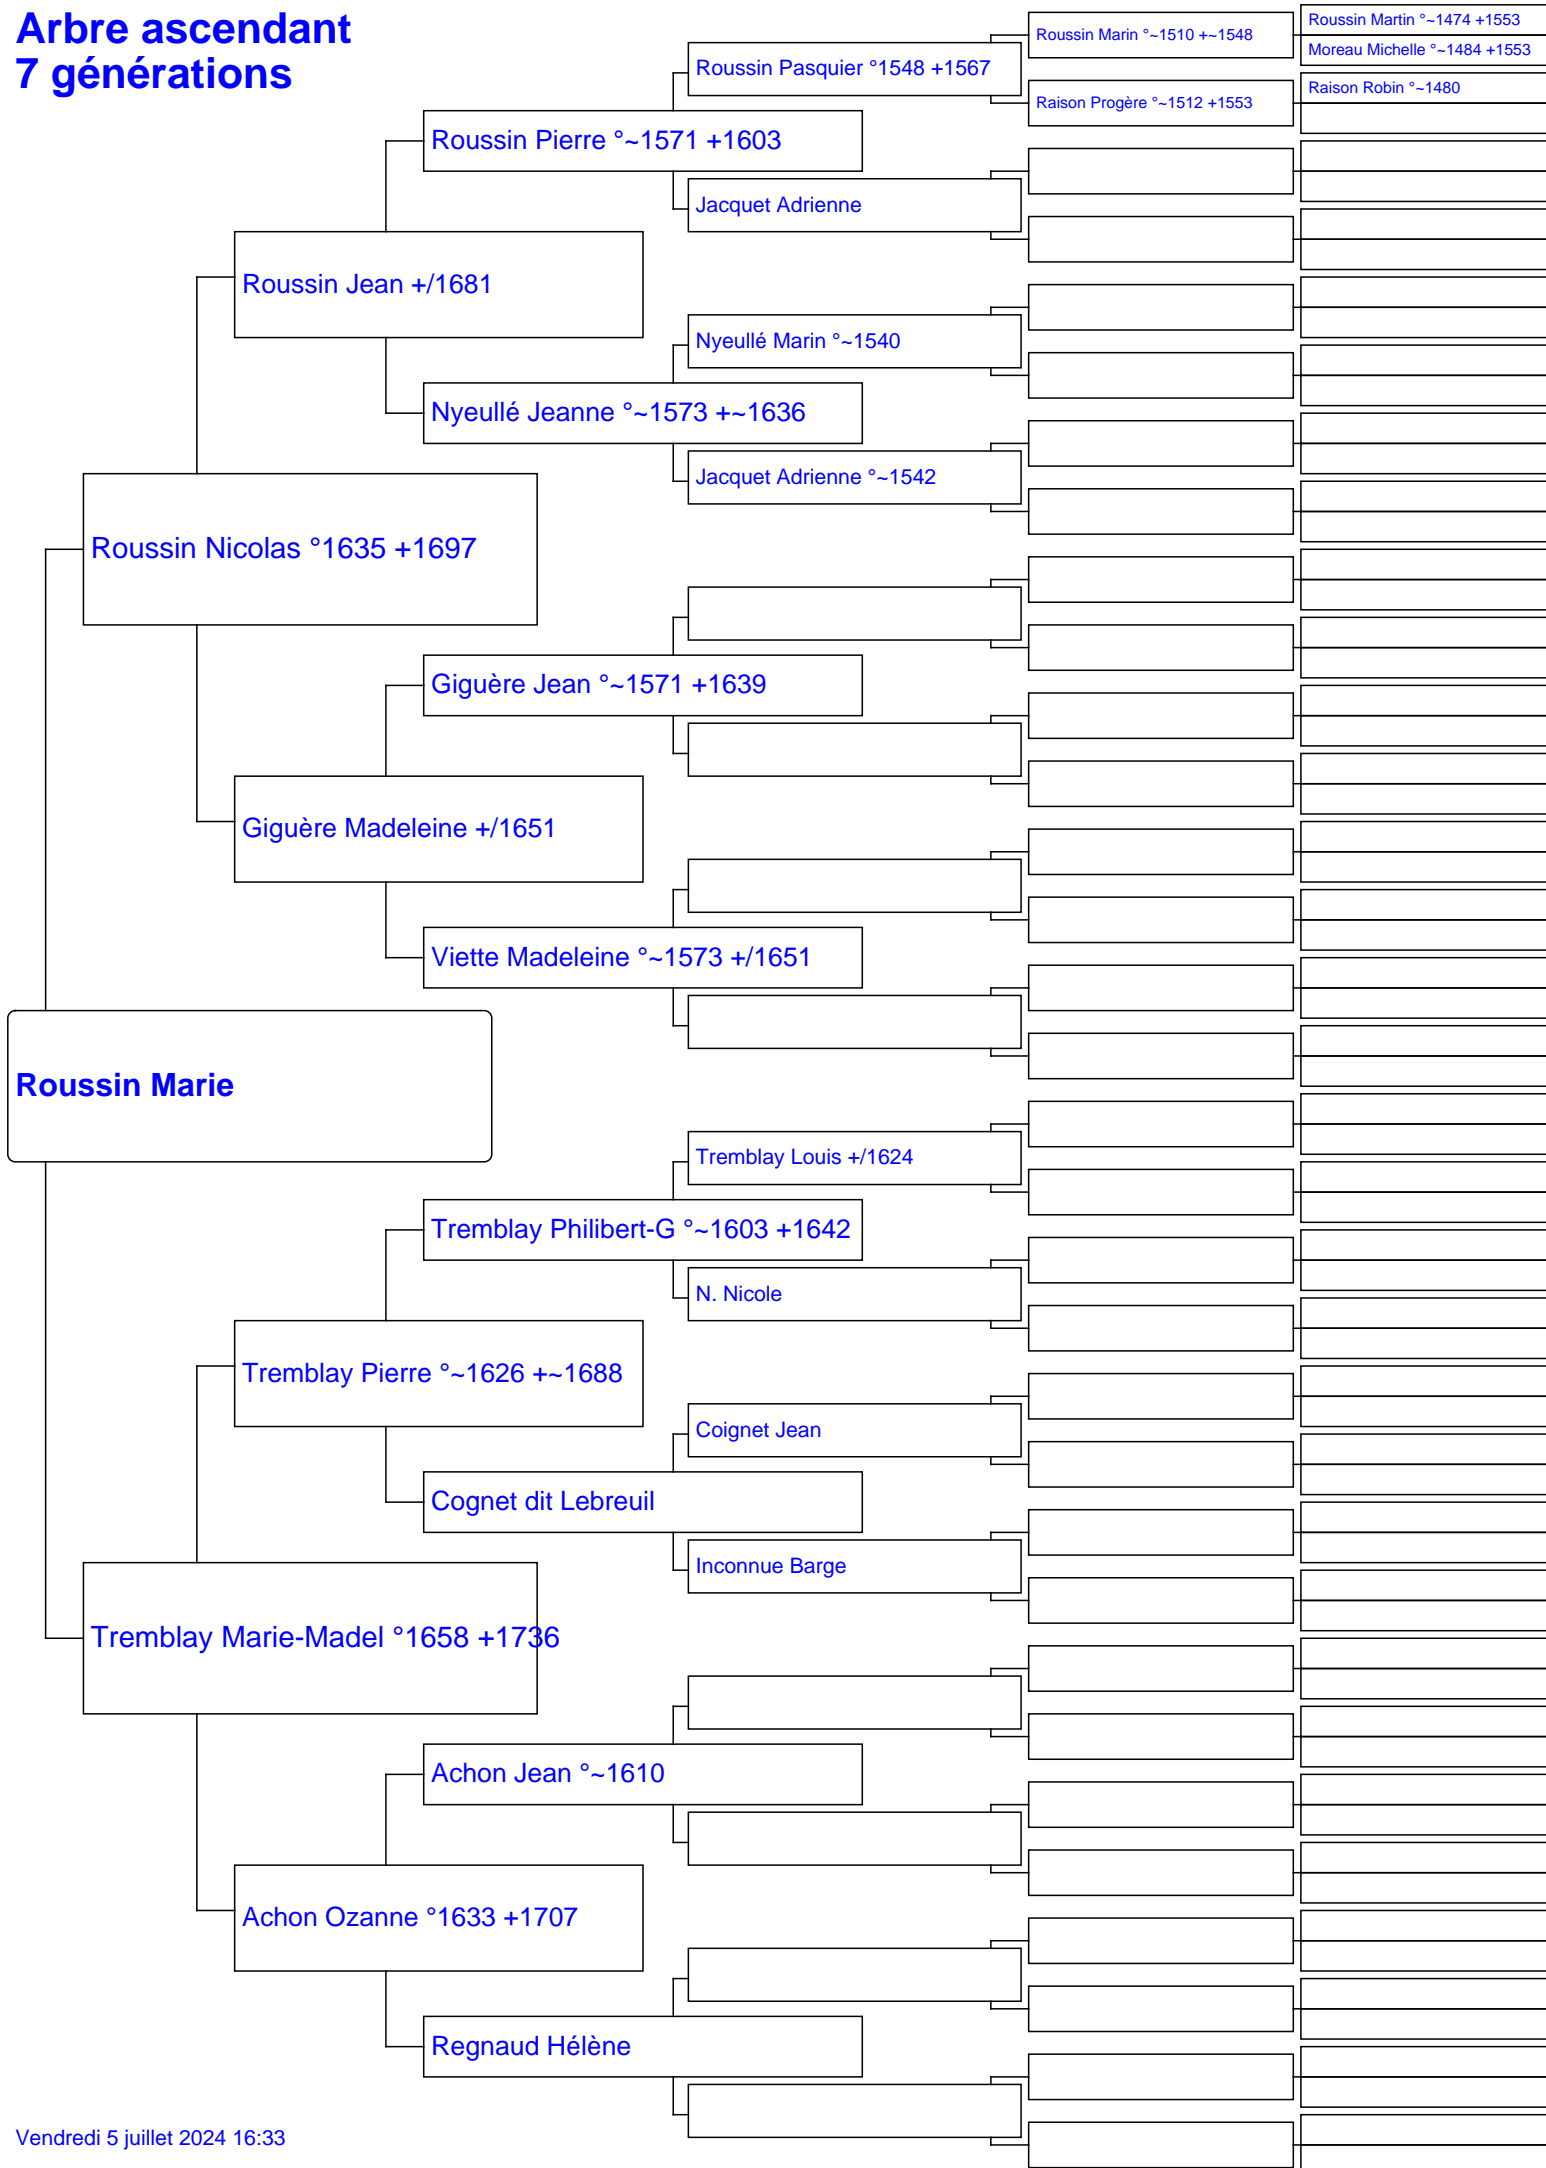 Arbre ascendant
7 générations
Roussin Martin °~1474 +1553
Roussin Marin °~1510 +~1548
Moreau Michelle °~1484 +1553
Roussin Pasquier °1548 +1567
Raison Robin °~1480
Raison Progère °~1512 +1553
Roussin Pierre °~1571 +1603
Jacquet Adrienne
Roussin Jean +/1681
Nyeullé Marin °~1540
Nyeullé Jeanne °~1573 +~1636
Jacquet Adrienne °~1542
Roussin Nicolas °1635 +1697
Giguère Jean °~1571 +1639
Giguère Madeleine +/1651
Viette Madeleine °~1573 +/1651
Roussin Marie
Tremblay Louis +/1624
Tremblay Philibert-G °~1603 +1642
N. Nicole
Tremblay Pierre °~1626 +~1688
Coignet Jean
Cognet dit Lebreuil
Inconnue Barge
Tremblay Marie-Madel °1658 +1736
Achon Jean °~1610
Achon Ozanne °1633 +1707
Regnaud Hélène
Vendredi 5 juillet 2024 16:33